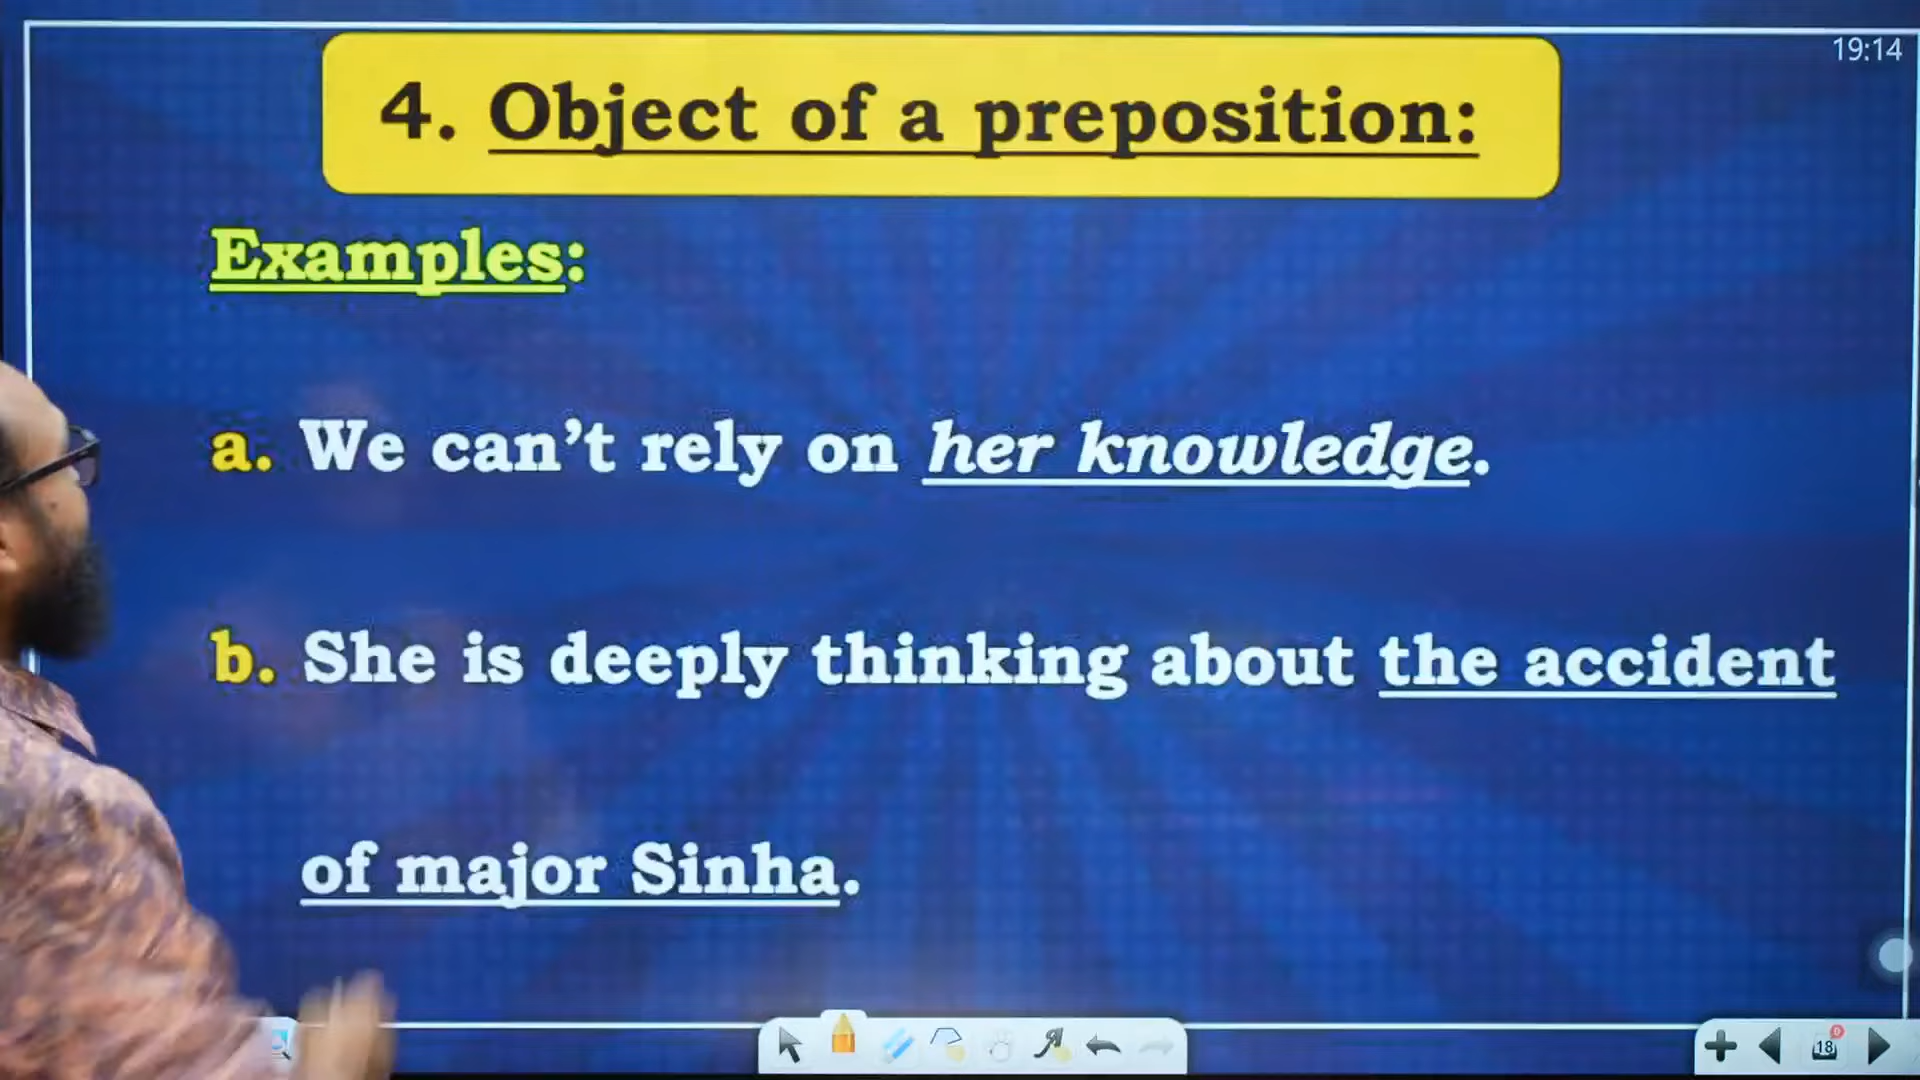 19:14
4. Object of a preposition:
Examples:
a. We can't rely on her knowledge.
b. She is deeply thinking about the accident
of major Sinha.
18